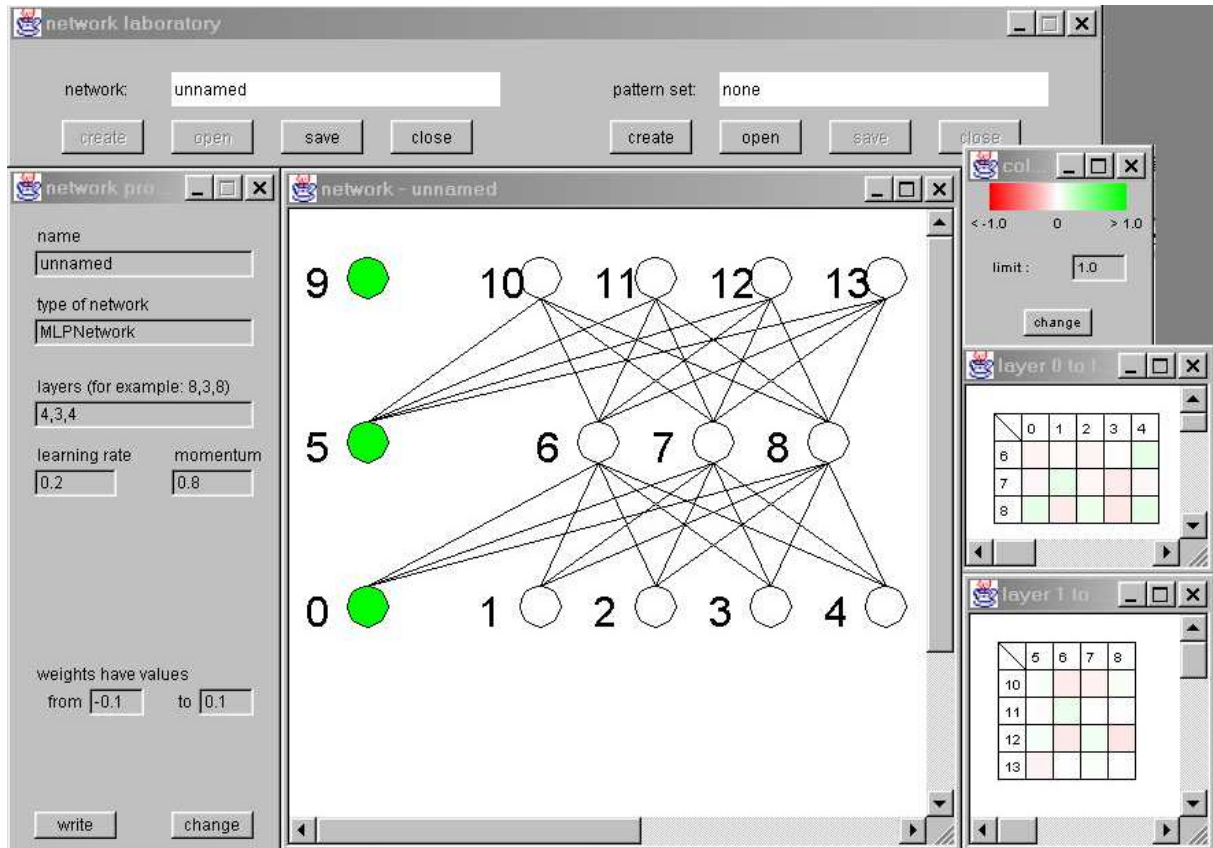 network laboratory
network: unnamed pattern set: none
create open save close create open save close
network pro...
name
unnamed
type of network
MLPNetwork
layers (for example: 8,3,8)
4,3,4
learning rate momentum
0.2 0.8
weights have values
from -0.1 to 0.1
write change
network - unnamed
9 10 11 12 13
5 6 7 8
0 1 2 3 4
col...
< -1.0 0 > 1.0
limit : 1.0
change
layer 0 to l...
0 1 2 3 4
6
7
8
layer 1 to ...
5 6 7 8
10
11
12
13